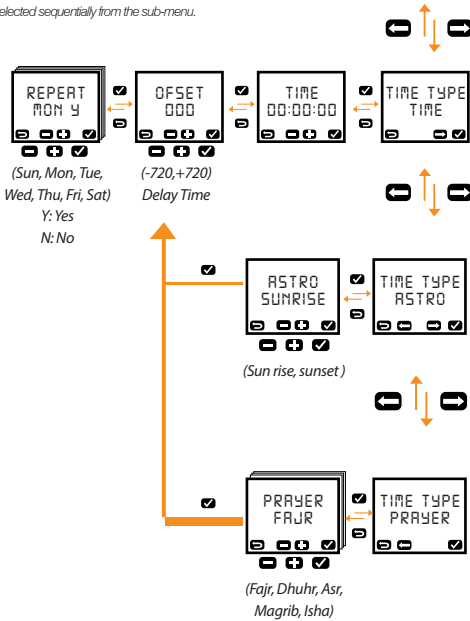 elected sequentially from the sub-menu.
REPEAT
MON Y
OFSET
000
TIME
00:00:00
TIME TYPE
TIME
(Sun, Mon, Tue,
Wed, Thu, Fri, Sat)
Y: Yes
N: No
(-720,+720)
Delay Time
ASTRO
SUNRISE
TIME TYPE
ASTRO
(Sun rise, sunset )
PRAYER
FAJR
TIME TYPE
PRAYER
(Fajr, Dhuhr, Asr,
Magrib, Isha)